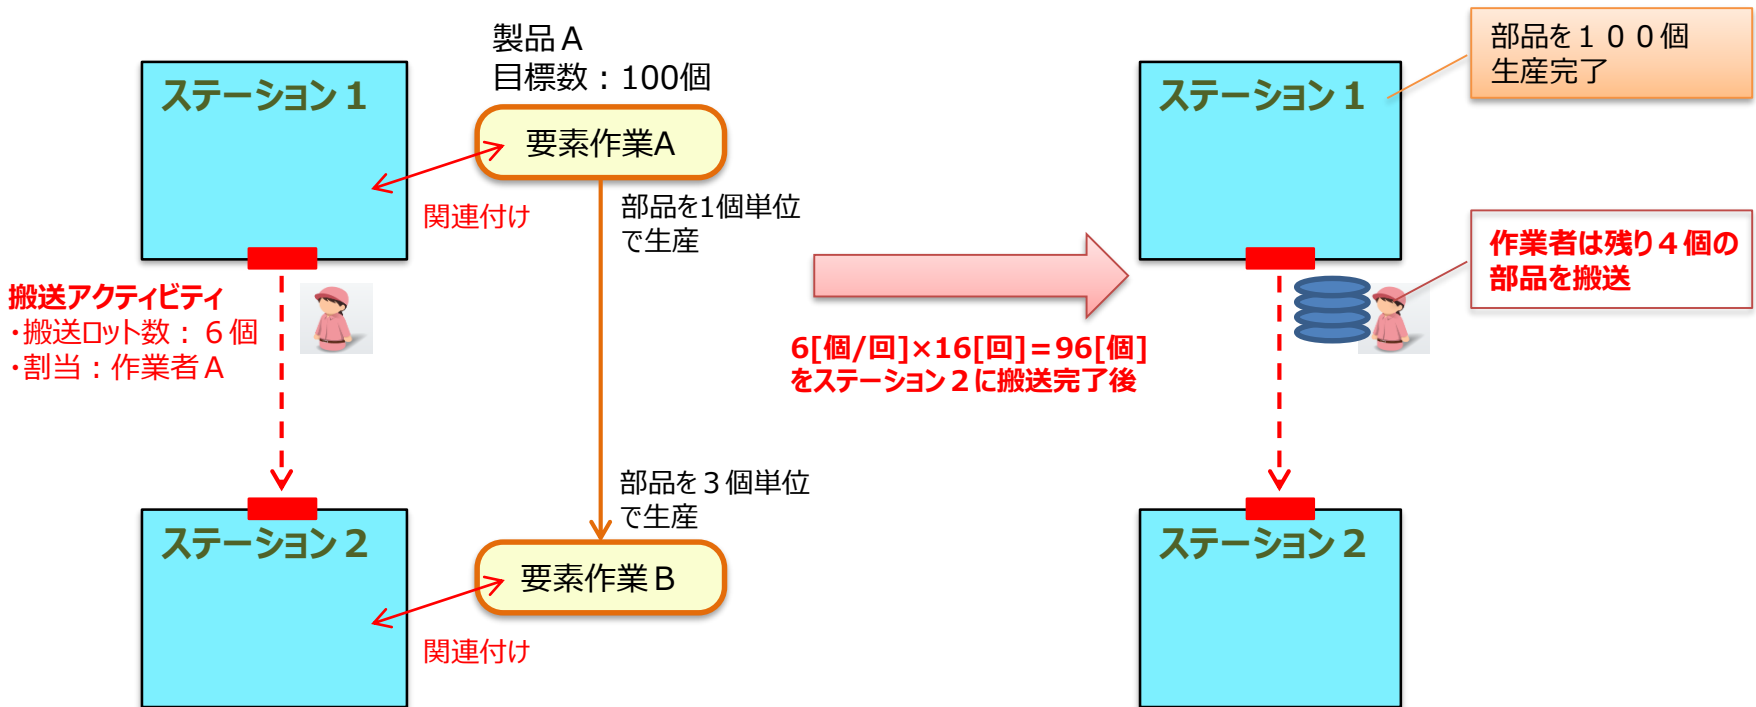 製品A
目標数：100個
ステーション1
要素作業A
関連付け
部品を1個単位
で生産
搬送アクティビティ
・搬送ロット数：６個
・割当：作業者A
部品を３個単位
で生産
ステーション2
要素作業B
関連付け
6[個/回]×16[回]＝96[個]
をステーション２に搬送完了後
部品を１００個
生産完了
ステーション1
作業者は残り４個の
部品を搬送
ステーション2